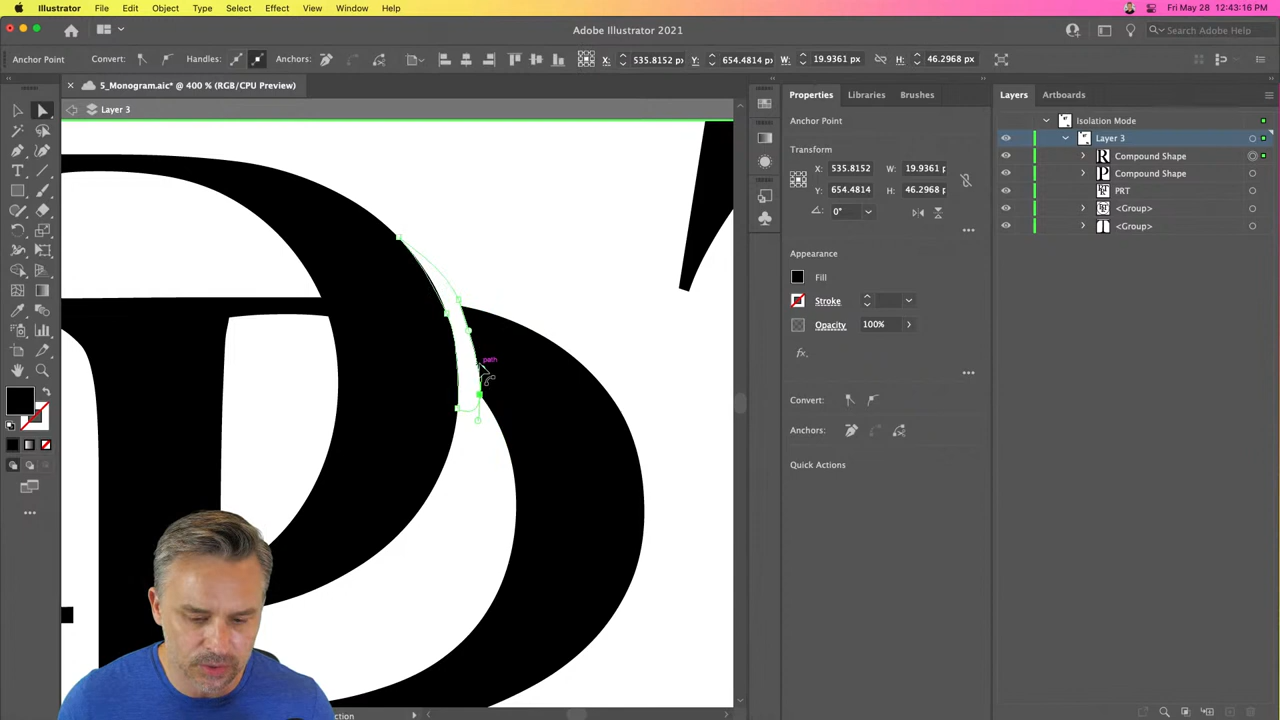 Illustrator File Edit Object Type Select Effect View Window Help
Fri May 28 12:43:16 PM
Adobe Illustrator 2021
Search Adobe Help
Anchor Point Convert: Handles: Anchors: X: 535.8152 px Y: 654.4814 px W: 19.9361 px H: 46.2968 px
5_Monogram.aic* @ 400 % (RGB/CPU Preview)
Layer 3
path
Properties Libraries Brushes
Anchor Point
Transform
X: 535.8152 W: 19.9361 p
Y: 654.4814 H: 46.2968 p
0°
Appearance
Fill
Stroke
Opacity 100%
fx.
Convert:
Anchors:
Quick Actions
Layers Artboards
Isolation Mode
Layer 3
Compound Shape
Compound Shape
PRT
<Group>
<Group>
ction